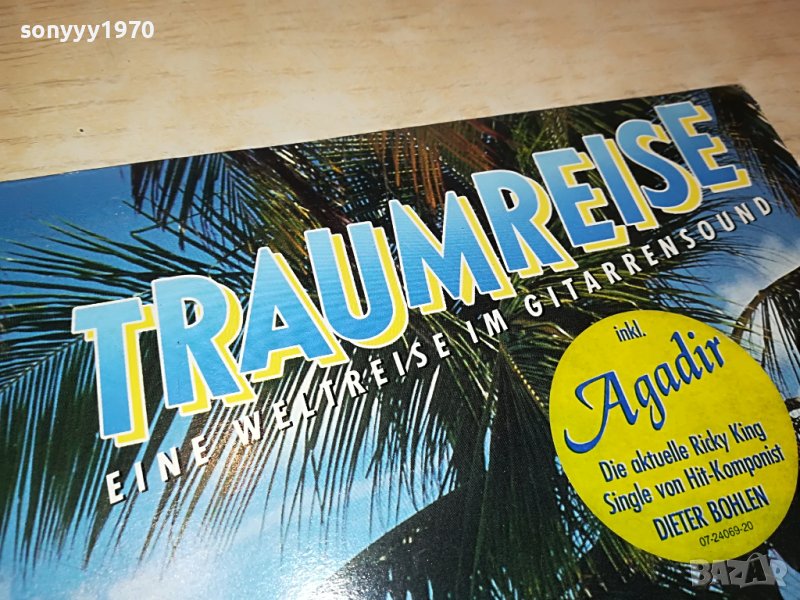 sonyyy1970
TRAUMREISE
EINE WELTREISE IM GITARRENSOUND
inkl.
Agadir
Die aktuelle Ricky King
Single von Hit-Komponist
DIETER BOHLEN
07-24069-20
BAZAR